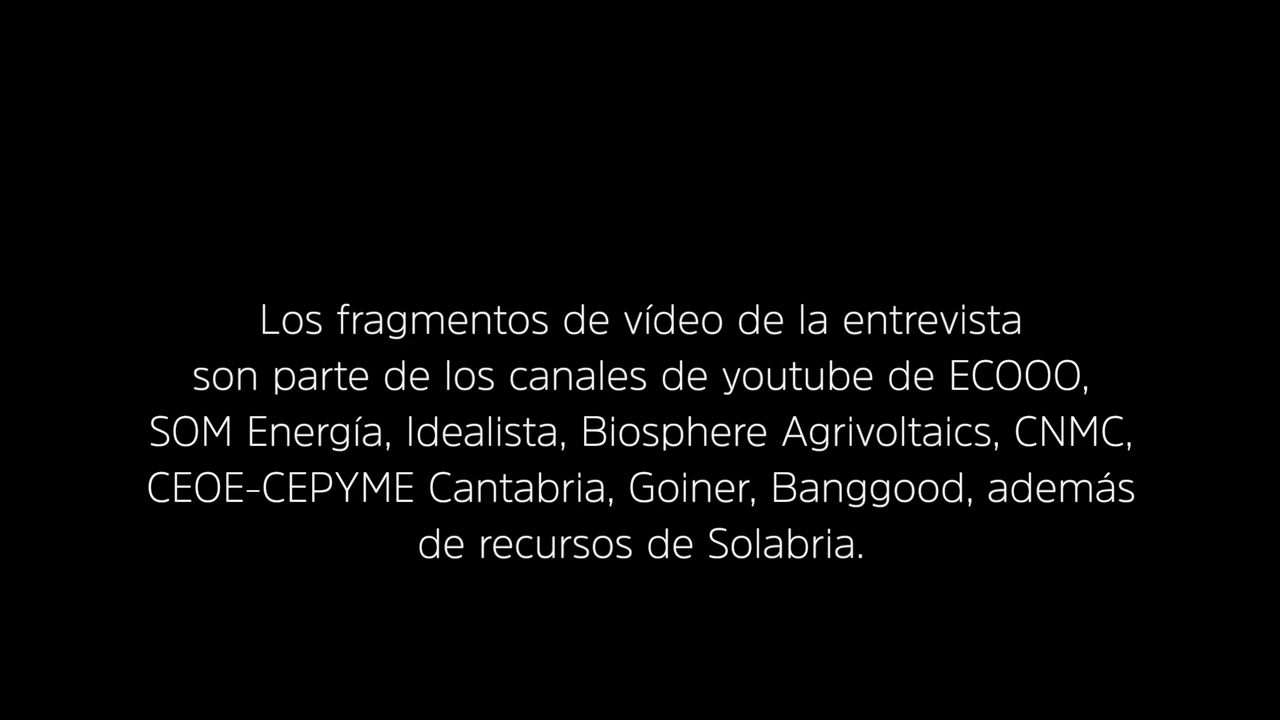 Los fragmentos de vídeo de la entrevista
son parte de los canales de youtube de ECOOO,
SOM Energía, Idealista, Biosphere Agrivoltaics, CNMC,
CEOE-CEPYME Cantabria, Goiner, Banggood, además
de recursos de Solabria.